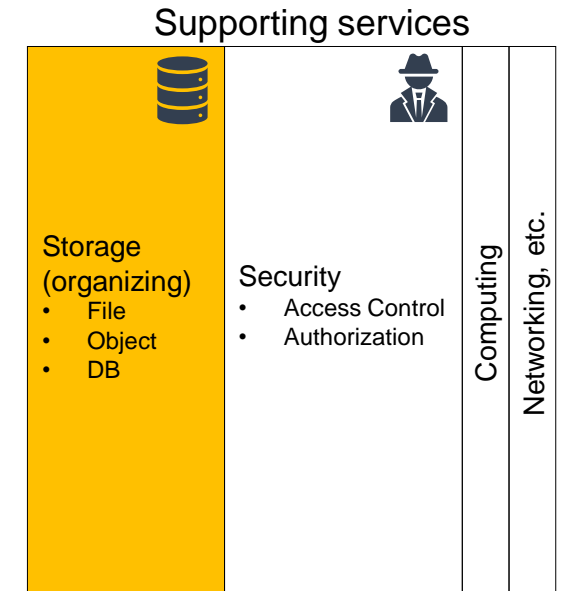 Supporting services
Storage
(organizing)
• File
• Object
• DB
Security
• Access Control
• Authorization
Computing
Networking, etc.